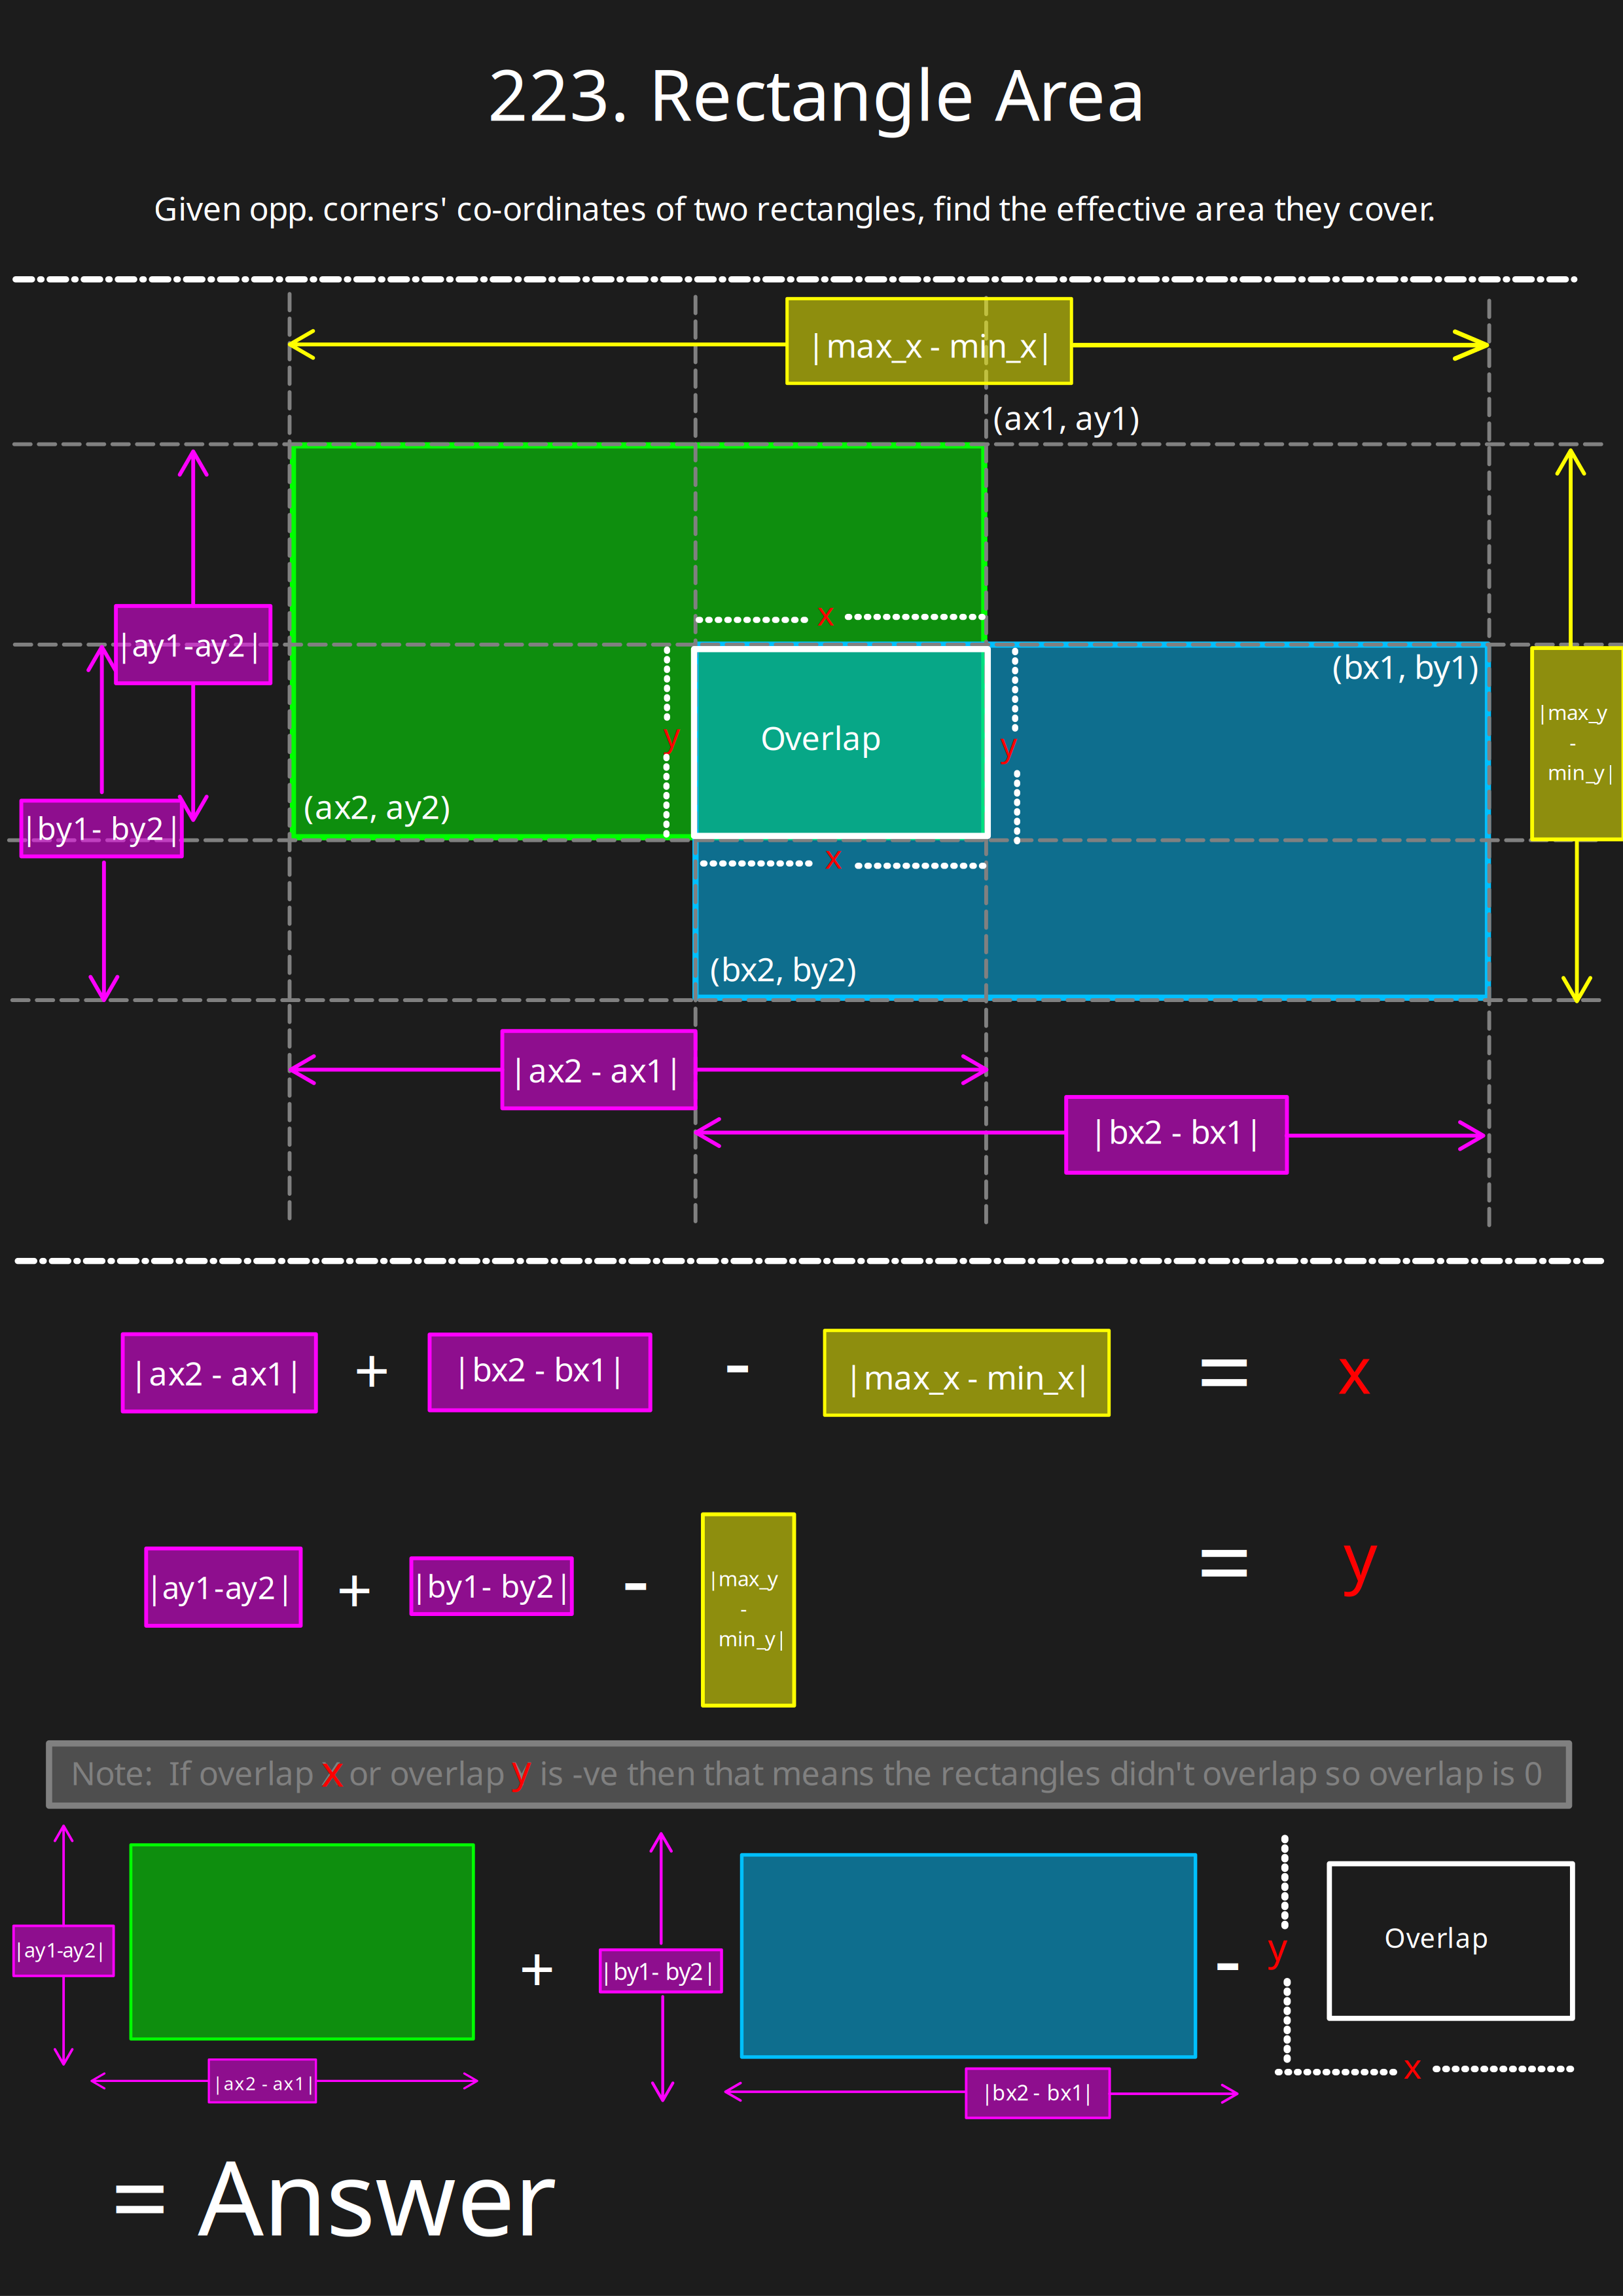 223. Rectangle Area
Given opp. corners' co-ordinates of two rectangles, find the effective area they cover.
|max_x - min_x|
(ax1, ay1)
x
|ay1-ay2|
(bx1, by1)
|max_y
-
min_y|
y
Overlap
y
(ax2, ay2)
|by1- by2|
x
(bx2, by2)
|ax2 - ax1|
|bx2 - bx1|
|ax2 - ax1| + |bx2 - bx1| - |max_x - min_x| = x
|ay1-ay2| + |by1- by2| - |max_y
-
min_y|
= y
Note: If overlap x or overlap y is -ve then that means the rectangles didn't overlap so overlap is 0
|ay1-ay2|
+
|by1- by2|
-
y
Overlap
x
|ax2 - ax1|
|bx2 - bx1|
= Answer